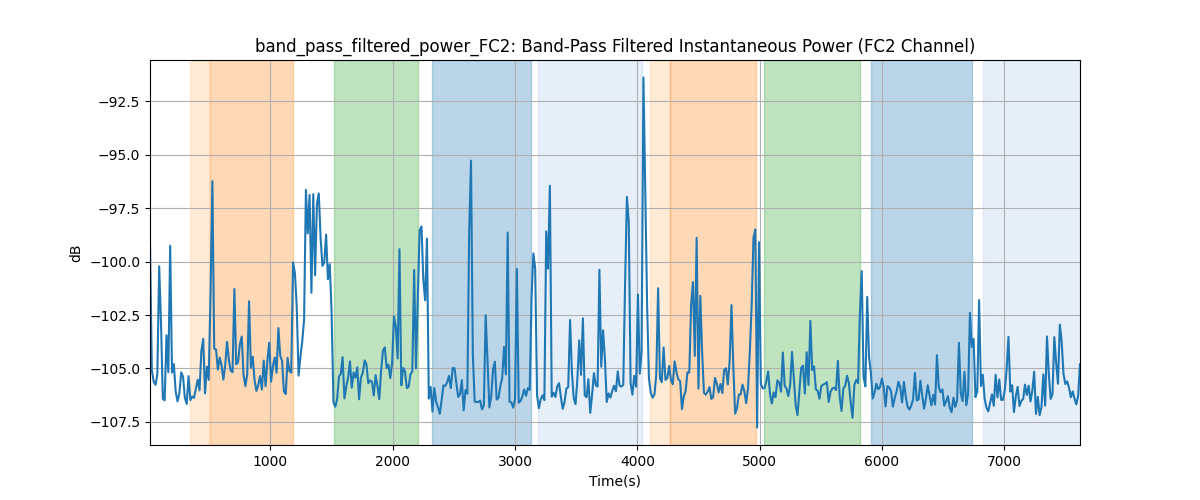 band_pass_filtered_power_FC2: Band-Pass Filtered Instantaneous Power (FC2 Channel)
−92.5
−95.0
−97.5
−100.0
−102.5
−105.0
−107.5
dB
1000 2000 3000 4000 5000 6000 7000
Time(s)